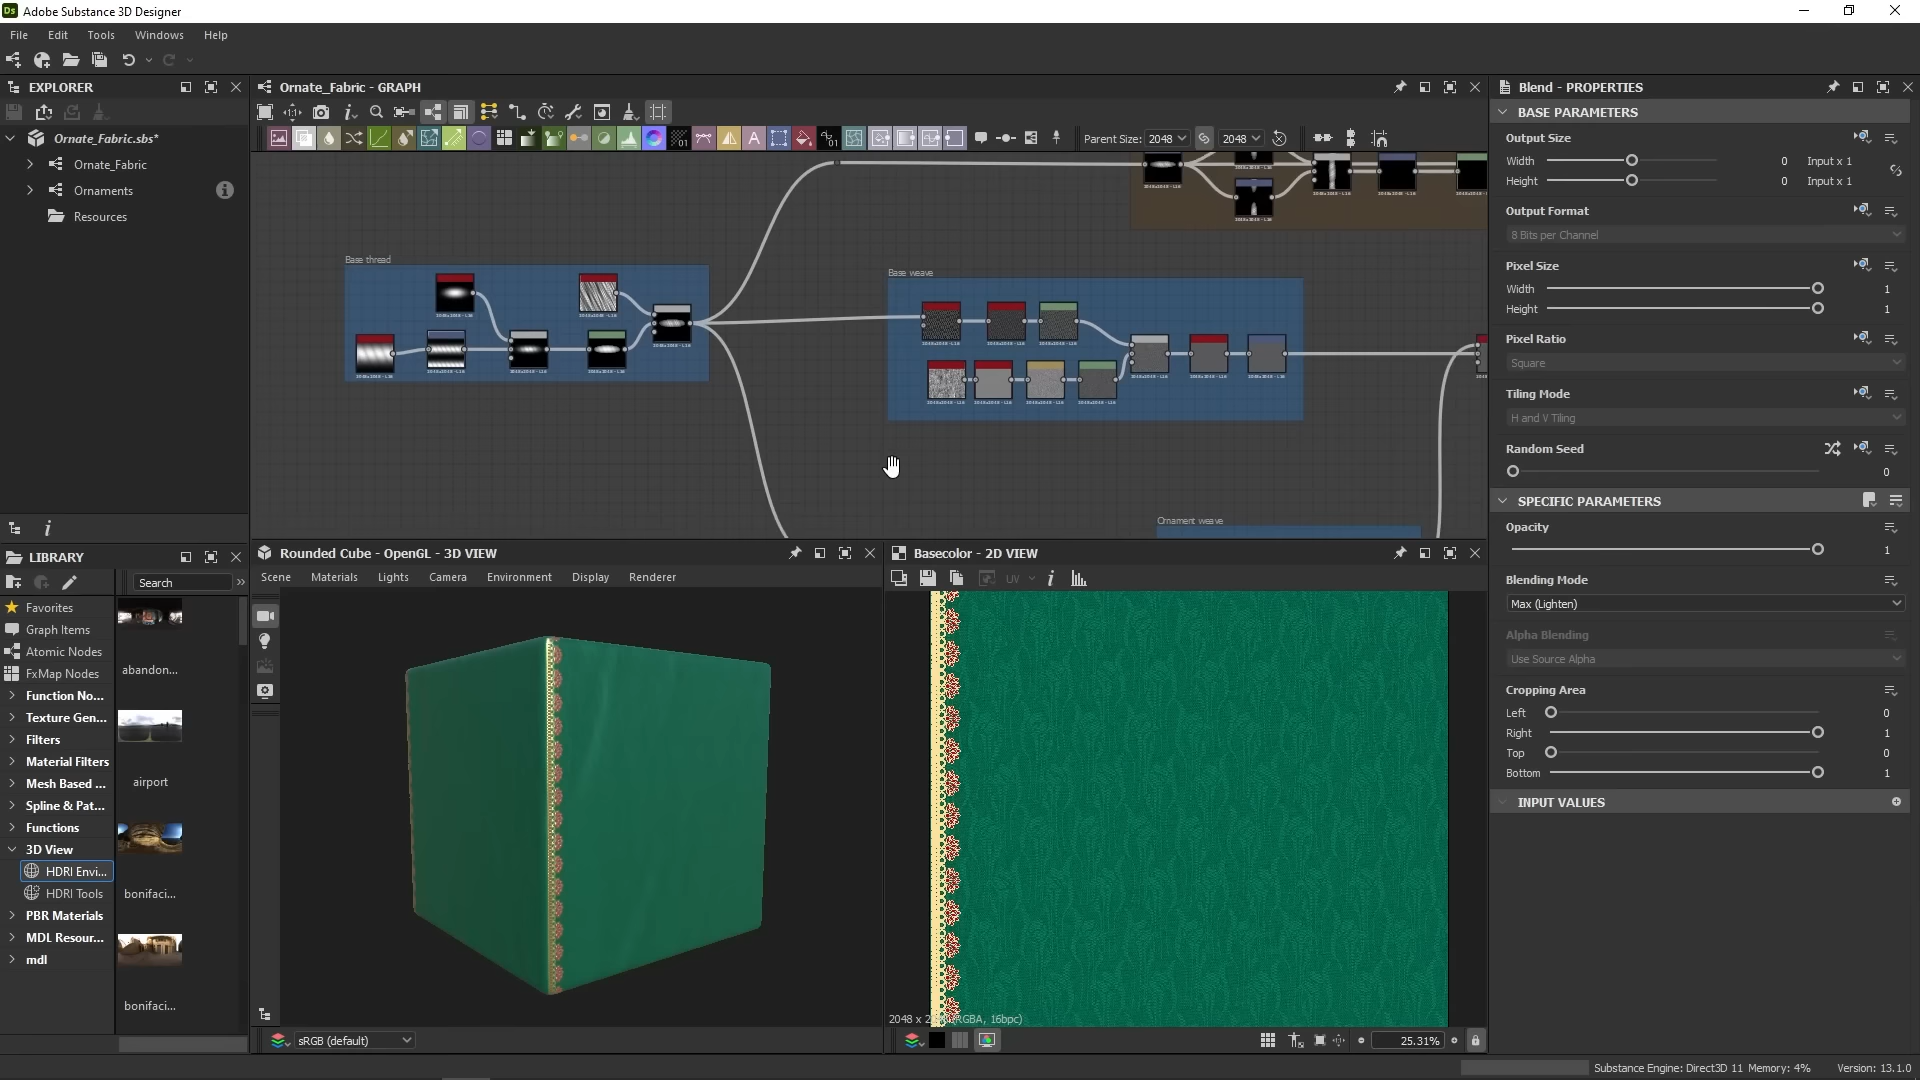 Ds Adobe Substance 3D Designer
File Edit Tools Windows Help
EXPLORER
Ornate_Fabric.sbs*
Ornate_Fabric
Ornaments
Resources
LIBRARY
Search
Favorites
Graph Items
Atomic Nodes
FxMap Nodes
Function No...
Texture Gen...
Filters
Material Filters
Mesh Based ...
Spline & Pat...
Functions
3D View
HDRI Envi...
HDRI Tools
PBR Materials
MDL Resour...
mdl
abandon...
airport
bonifaci...
bonifaci...
Ornate_Fabric - GRAPH
Parent Size: 2048 2048
Base thread
Base weave
Ornament weave
Rounded Cube - OpenGL - 3D VIEW
Scene Materials Lights Camera Environment Display Renderer
sRGB (default)
Basecolor - 2D VIEW
UV
25.31%
Blend - PROPERTIES
BASE PARAMETERS
Output Size
Width 0 Input x 1
Height 0 Input x 1
Output Format
8 Bits per Channel
Pixel Size
Width 1
Height 1
Pixel Ratio
Square
Tiling Mode
H and V Tiling
Random Seed
0
SPECIFIC PARAMETERS
Opacity
1
Blending Mode
Max (Lighten)
Alpha Blending
Use Source Alpha
Cropping Area
Left 0
Right 1
Top 0
Bottom 1
INPUT VALUES
Substance Engine: Direct3D 11 Memory: 4% Version: 13.1.0